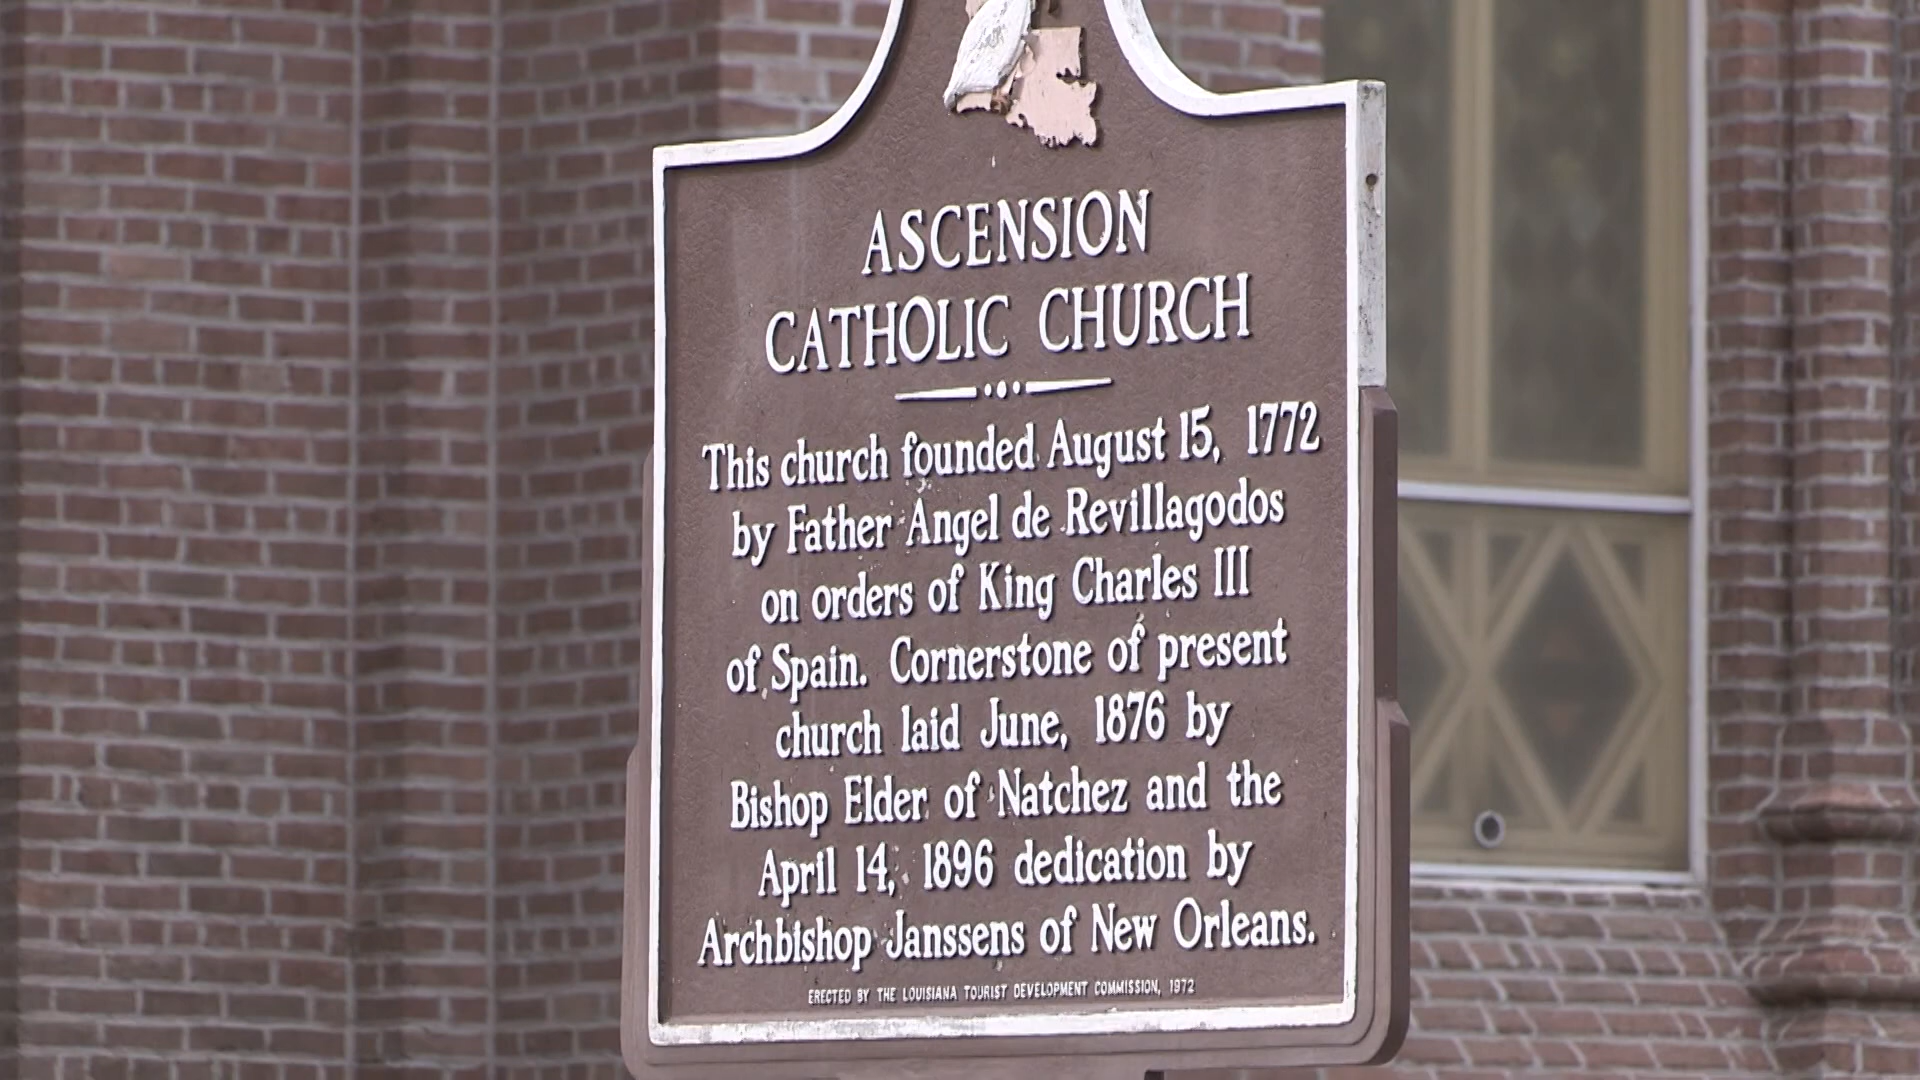 ASCENSION
CATHOLIC CHURCH
This church founded August 15, 1772
by Father Angel de Revillagodos
on orders of King Charles III
of Spain. Cornerstone of present
church laid June, 1876 by
Bishop Elder of Natchez and the
April 14, 1896 dedication by
Archbishop Janssens of New Orleans.
ERECTED BY THE LOUISIANA TOURIST DEVELOPMENT COMMISSION, 1972